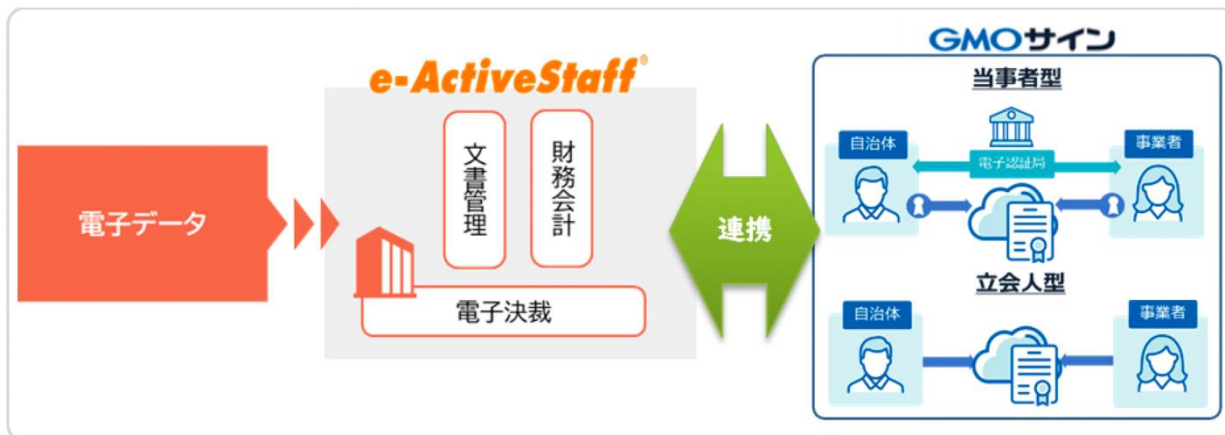 電子データ
e-ActiveStaff®
文書管理
財務会計
電子決裁
連携
GMOサイン
当事者型
自治体
事業者
電子認証局
立会人型
自治体
事業者